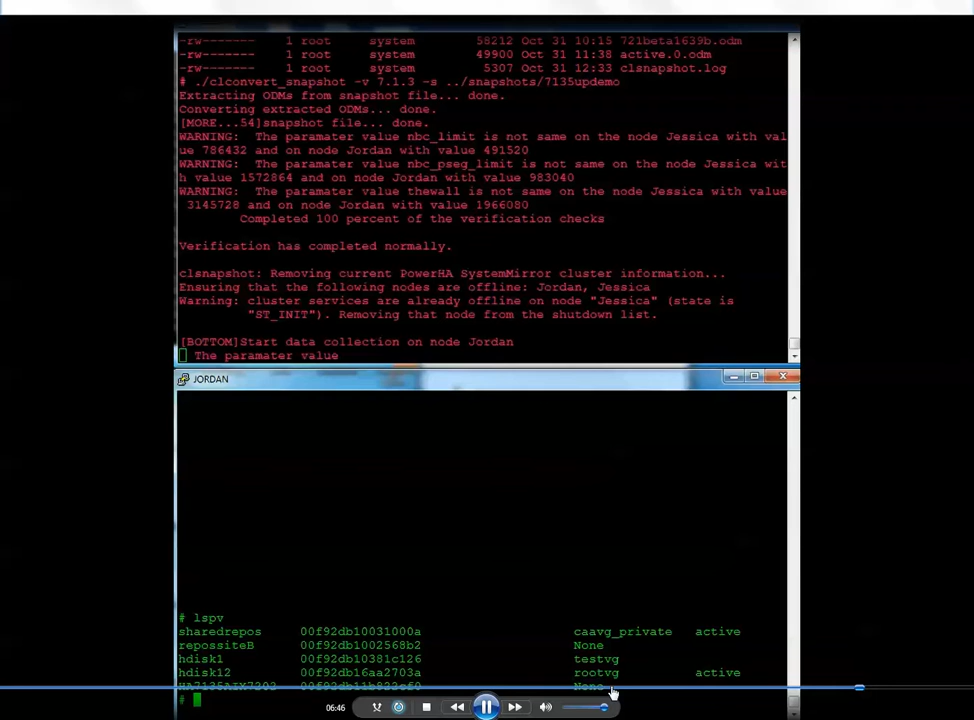 -rw-------    1 root     system        58212 Oct 31 10:15 721beta1639b.odm
-rw-------    1 root     system        49900 Oct 31 11:38 active.0.odm
-rw-------    1 root     system         5307 Oct 31 12:33 clsnapshot.log
# ./clconvert_snapshot -v 7.1.3 -s ../snapshots/7135updemo
Extracting ODMs from snapshot file... done.
Converting extracted ODMs... done.
[MORE...54]snapshot file... done.
WARNING:  The paramater value nbc_limit is not same on the node Jessica with val
ue 786432 and on node Jordan with value 491520
WARNING:  The paramater value nbc_pseg_limit is not same on the node Jessica wit
h value 1572864 and on node Jordan with value 983040
WARNING:  The paramater value thewall is not same on the node Jessica with value
 3145728 and on node Jordan with value 1966080
        Completed 100 percent of the verification checks
Verification has completed normally.
clsnapshot: Removing current PowerHA SystemMirror cluster information...
Ensuring that the following nodes are offline: Jordan, Jessica
Warning: cluster services are already offline on node "Jessica" (state is
         "ST_INIT"). Removing that node from the shutdown list.
[BOTTOM]Start data collection on node Jordan
  The paramater value
JORDAN
# lspv
sharedrepos     00f92db10031000a                    caavg_private   active
repossiteB      00f92db1002568b2                    None
hdisk1          00f92db10381c126                    testvg
hdisk12         00f92db16aa2703a                    rootvg          active
None
#
06:46